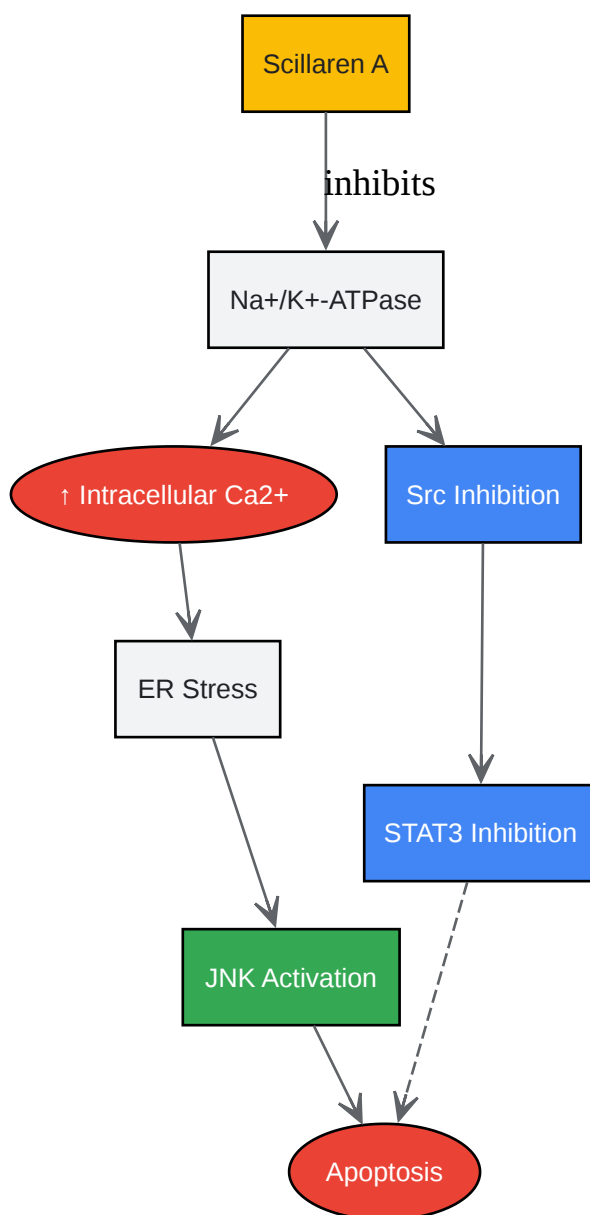 Scillaren A
inhibits
Na+/K+-ATPase
↑ Intracellular Ca2+
Src Inhibition
ER Stress
STAT3 Inhibition
JNK Activation
Apoptosis